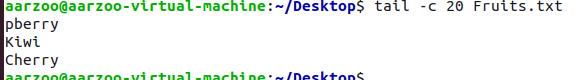 aarzoo@aarzoo-virtual-machine:~/Desktop$ tail -c 20 Fruits.txt
pberry
Kiwi
Cherry
aarzoo@aarzoo-virtual-machine:~/Desktop$